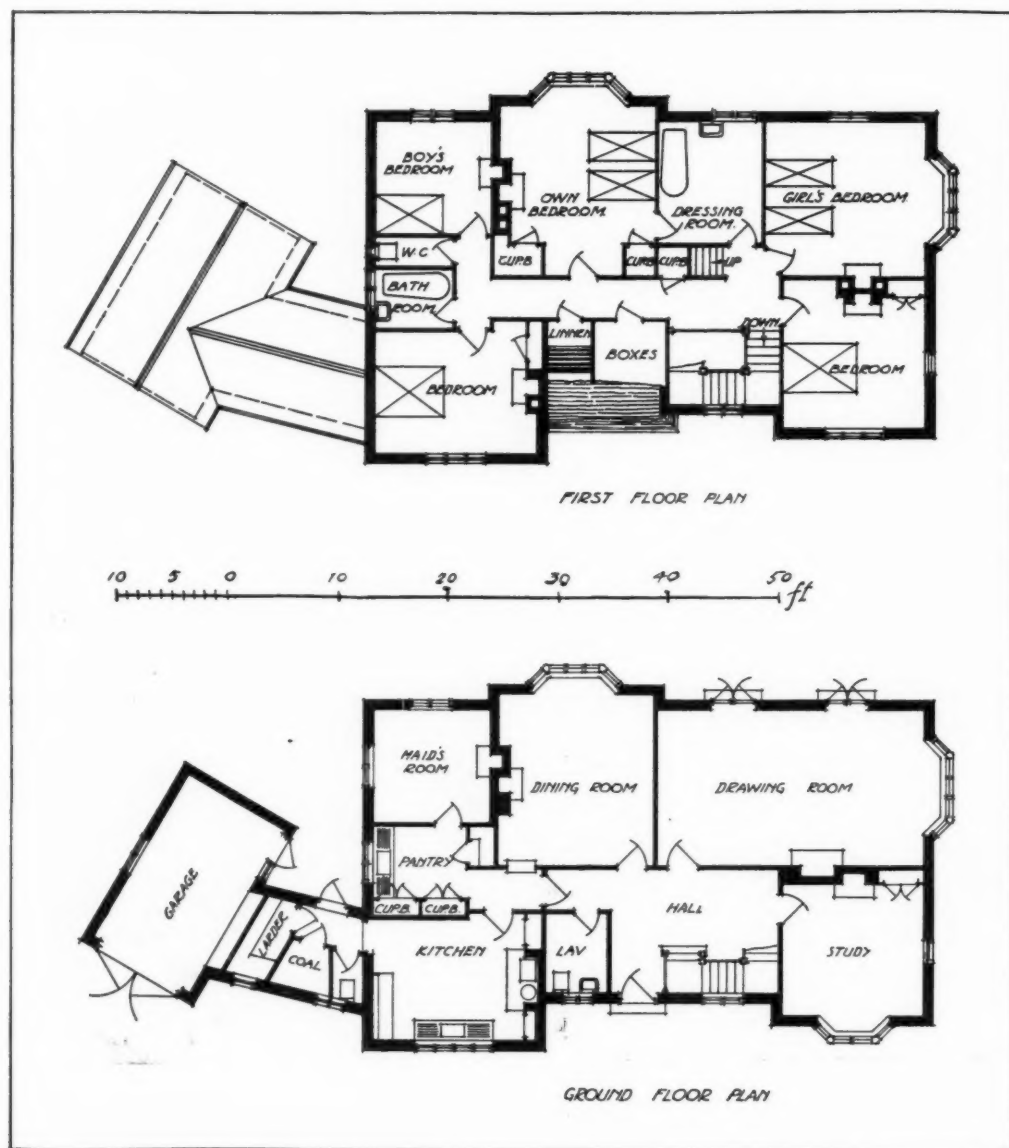 BOY'S
BEDROOM
OWN
BEDROOM
DRESSING
ROOM.
GIRL'S BEDROOM
W.C
CUPB
CUPB
CUPB
UP
BATH
ROOM
LINNEN
BOXES
DOWN
BEDROOM
BEDROOM
FIRST FLOOR PLAN
10 5 0 10 20 30 40 50 ft
MAID'S
ROOM
DINING ROOM
DRAWING ROOM
PANTRY
GARAGE
CUPB.
CUPB.
HALL
LARDER
COAL
KITCHEN
LAV
STUDY
GROUND FLOOR PLAN